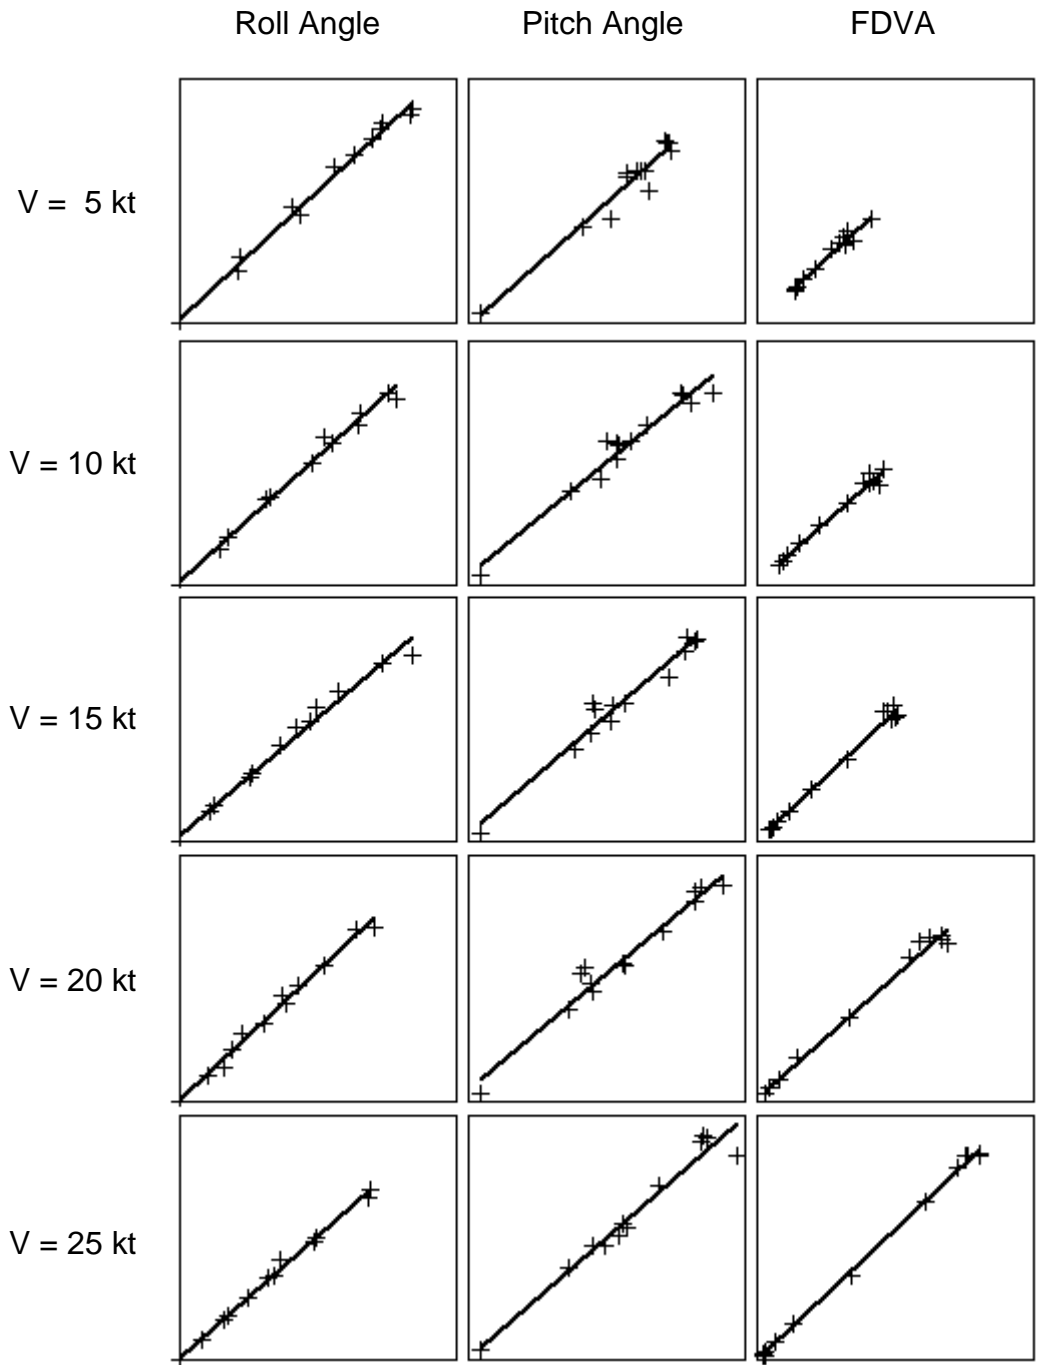 Roll Angle Pitch Angle FDVA
V = 5 kt
V = 10 kt
V = 15 kt
V = 20 kt
V = 25 kt